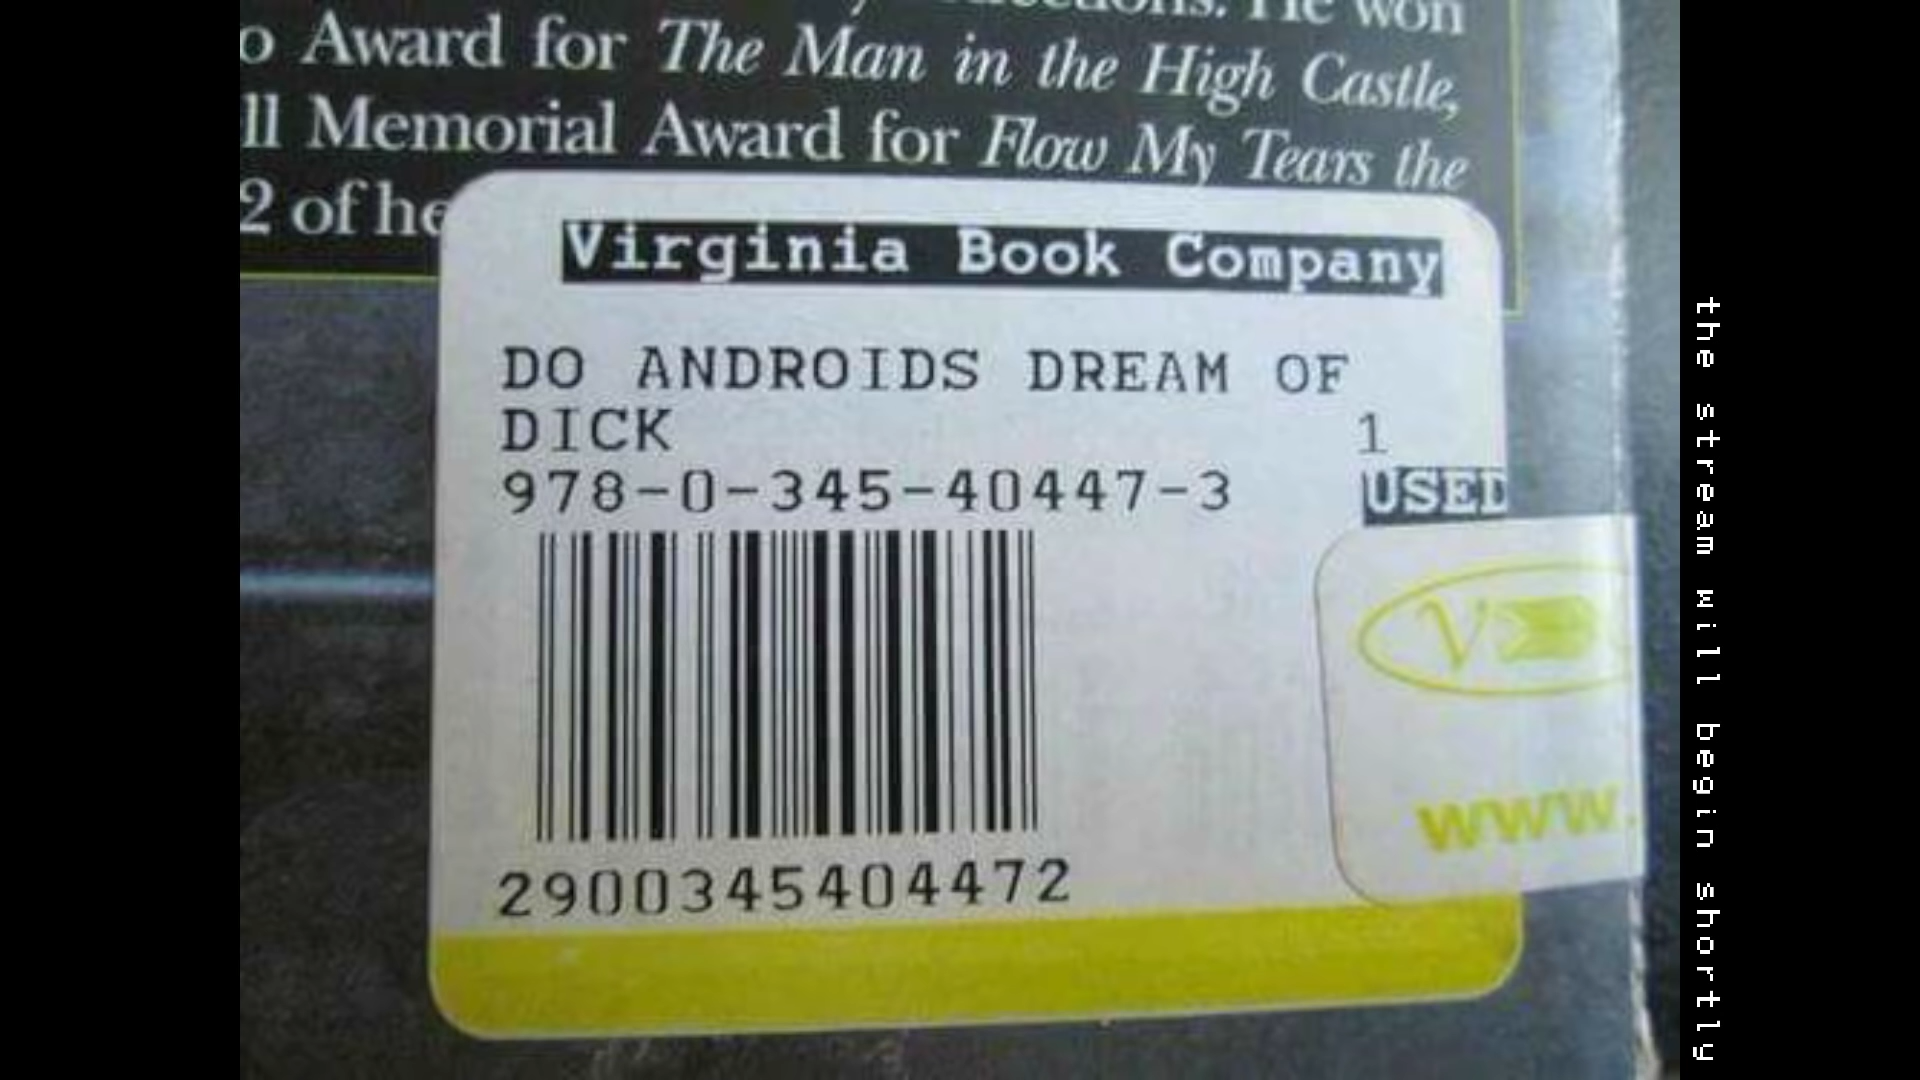 He won
o Award for The Man in the High Castle,
ll Memorial Award for Flow My Tears the
2 of he
Virginia Book Company
DO ANDROIDS DREAM OF
DICK 1
978-0-345-40447-3 USED
2900345404472
V
www.
the stream will begin shortly